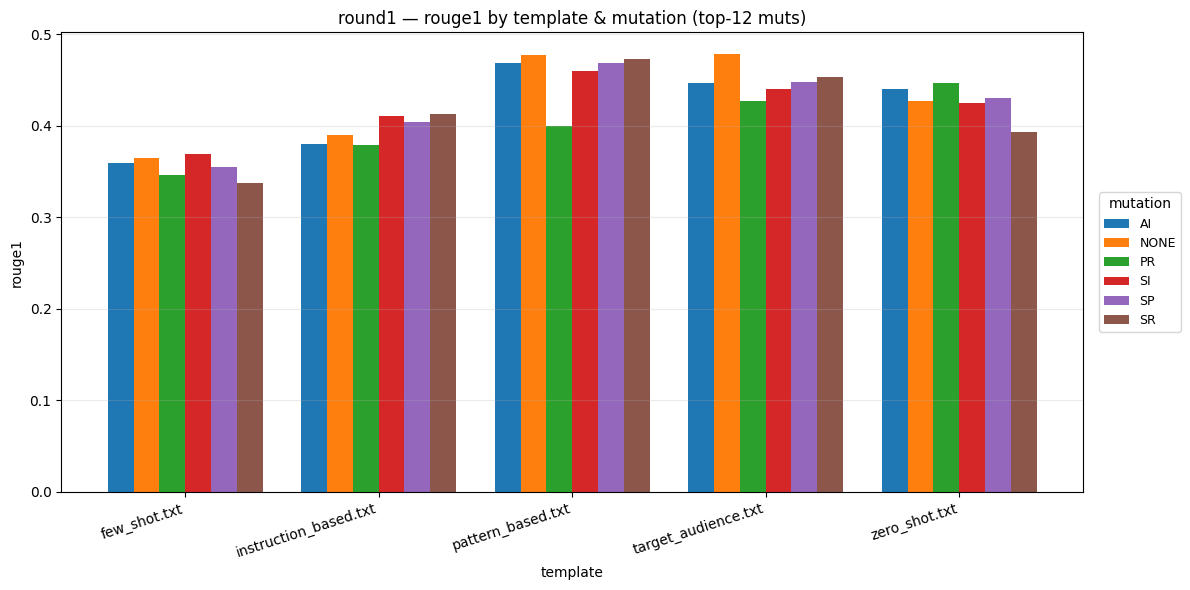 round1 — rouge1 by template & mutation (top-12 muts)
rouge1
0.5
0.4
0.3
0.2
0.1
0.0
few_shot.txt
instruction_based.txt
pattern_based.txt
target_audience.txt
zero_shot.txt
template
mutation
AI
NONE
PR
SI
SP
SR